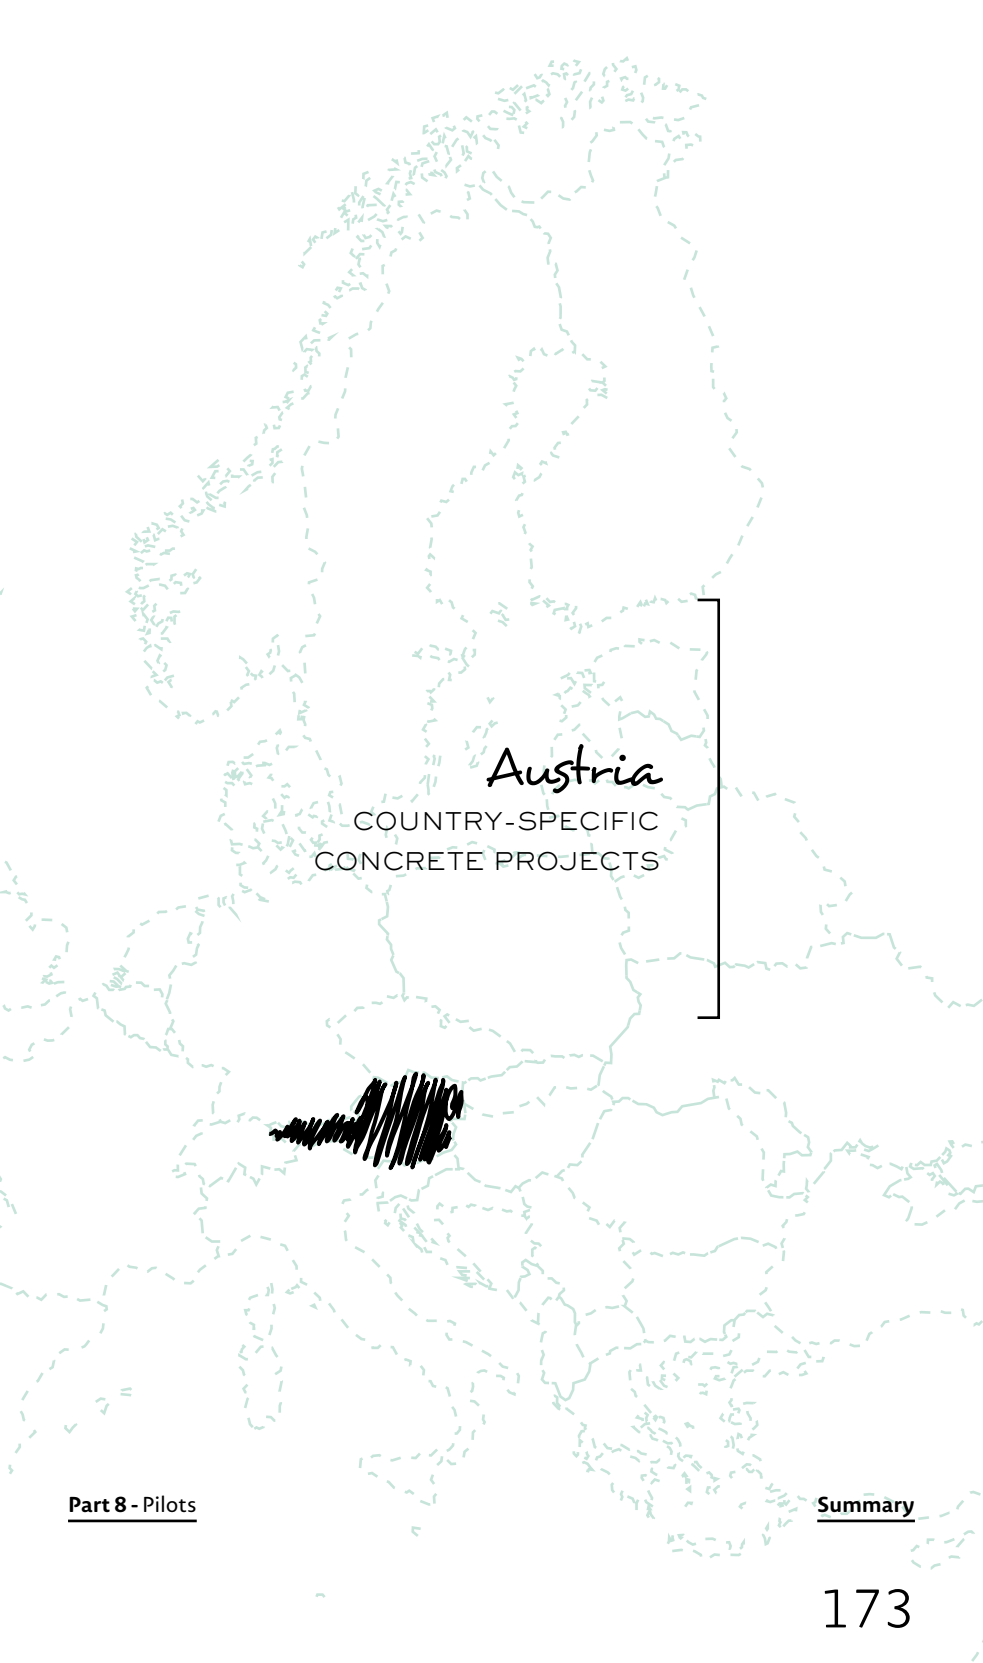 Austria
COUNTRY-SPECIFIC
CONCRETE PROJECTS
Part 8 - Pilots
Summary
173